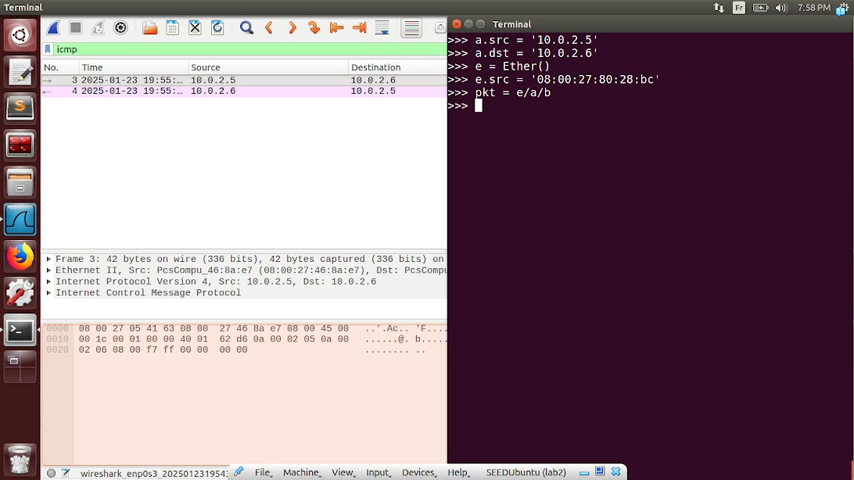 Terminal
Fr
7:58 PM
icmp
No. Time Source Destination
3 2025-01-23 19:55:… 10.0.2.5 10.0.2.6
4 2025-01-23 19:55:… 10.0.2.6 10.0.2.5
Frame 3: 42 bytes on wire (336 bits), 42 bytes captured (336 bits) on
Ethernet II, Src: PcsCompu_46:8a:e7 (08:00:27:46:8a:e7), Dst: PcsCompu
Internet Protocol Version 4, Src: 10.0.2.5, Dst: 10.0.2.6
Internet Control Message Protocol
0000 08 00 27 05 41 63 08 00 27 46 8a e7 08 00 45 00 ..'.Ac.. 'F....
0010 00 1c 00 01 00 00 40 01 62 d6 0a 00 02 05 0a 00 ......@. b.....
0020 02 06 08 00 f7 ff 00 00 00 00 ........ ..
wireshark_enp0s3_2025012319543
Terminal
>>> a.src = '10.0.2.5'
>>> a.dst = '10.0.2.6'
>>> e = Ether()
>>> e.src = '08:00:27:80:28:bc'
>>> pkt = e/a/b
>>>
File, Machine, View, Input, Devices, Help, SEEDUbuntu (lab2)